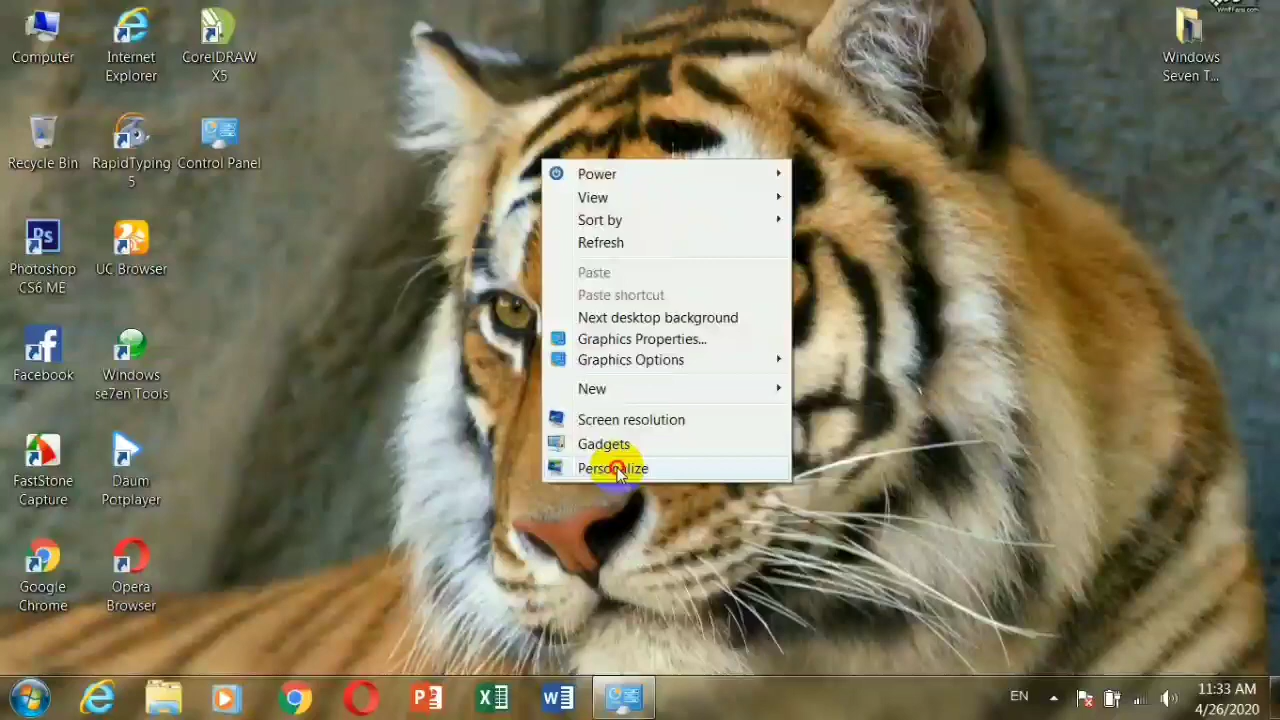 Computer
Internet
Explorer
CorelDRAW
X5
Windows
Seven T...
Recycle Bin
RapidTyping
5
Control Panel
Ps
Photoshop
CS6 ME
UC Browser
Facebook
Windows
se7en Tools
FastStone
Capture
Daum
Potplayer
Google
Chrome
Opera
Browser
Power
View
Sort by
Refresh
Paste
Paste shortcut
Next desktop background
Graphics Properties...
Graphics Options
New
Screen resolution
Gadgets
Personalize
EN
11:33 AM
4/26/2020